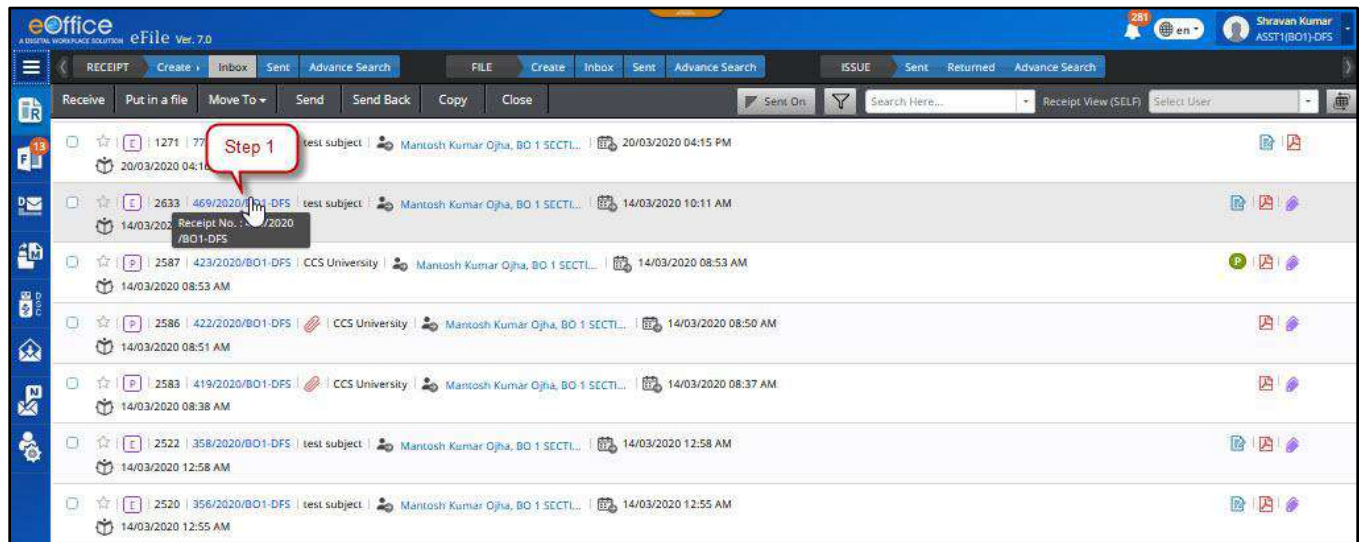 eOffice
A DIGITAL WORKPLACE SOLUTION eFile Ver. 7.0
281 en Shravan Kumar
ASST1(BO1)-DFS
RECEIPT Create Inbox Sent Advance Search FILE Create Inbox Sent Advance Search ISSUE Sent Returned Advance Search
Receive Put in a file Move To Send Send Back Copy Close Sent On Search Here... Receipt View (SELF) Select User
E 1271 77 test subject Mantosh Kumar Ojha, BO 1 SECTI... 20/03/2020 04:15 PM
20/03/2020 04:16
Step 1
13
E 2633 469/2020/BO1-DFS test subject Mantosh Kumar Ojha, BO 1 SECTI... 14/03/2020 10:11 AM
14/03/202
Receipt No. : /2020
/BO1-DFS
P 2587 423/2020/BO1-DFS CCS University Mantosh Kumar Ojha, BO 1 SECTI... 14/03/2020 08:53 AM
P
14/03/2020 08:53 AM
P 2586 422/2020/BO1-DFS CCS University Mantosh Kumar Ojha, BO 1 SECTI... 14/03/2020 08:50 AM
14/03/2020 08:51 AM
P 2583 419/2020/BO1-DFS CCS University Mantosh Kumar Ojha, BO 1 SECTI... 14/03/2020 08:37 AM
14/03/2020 08:38 AM
E 2522 358/2020/BO1-DFS test subject Mantosh Kumar Ojha, BO 1 SECTI... 14/03/2020 12:58 AM
14/03/2020 12:58 AM
E 2520 356/2020/BO1-DFS test subject Mantosh Kumar Ojha, BO 1 SECTI... 14/03/2020 12:55 AM
14/03/2020 12:55 AM